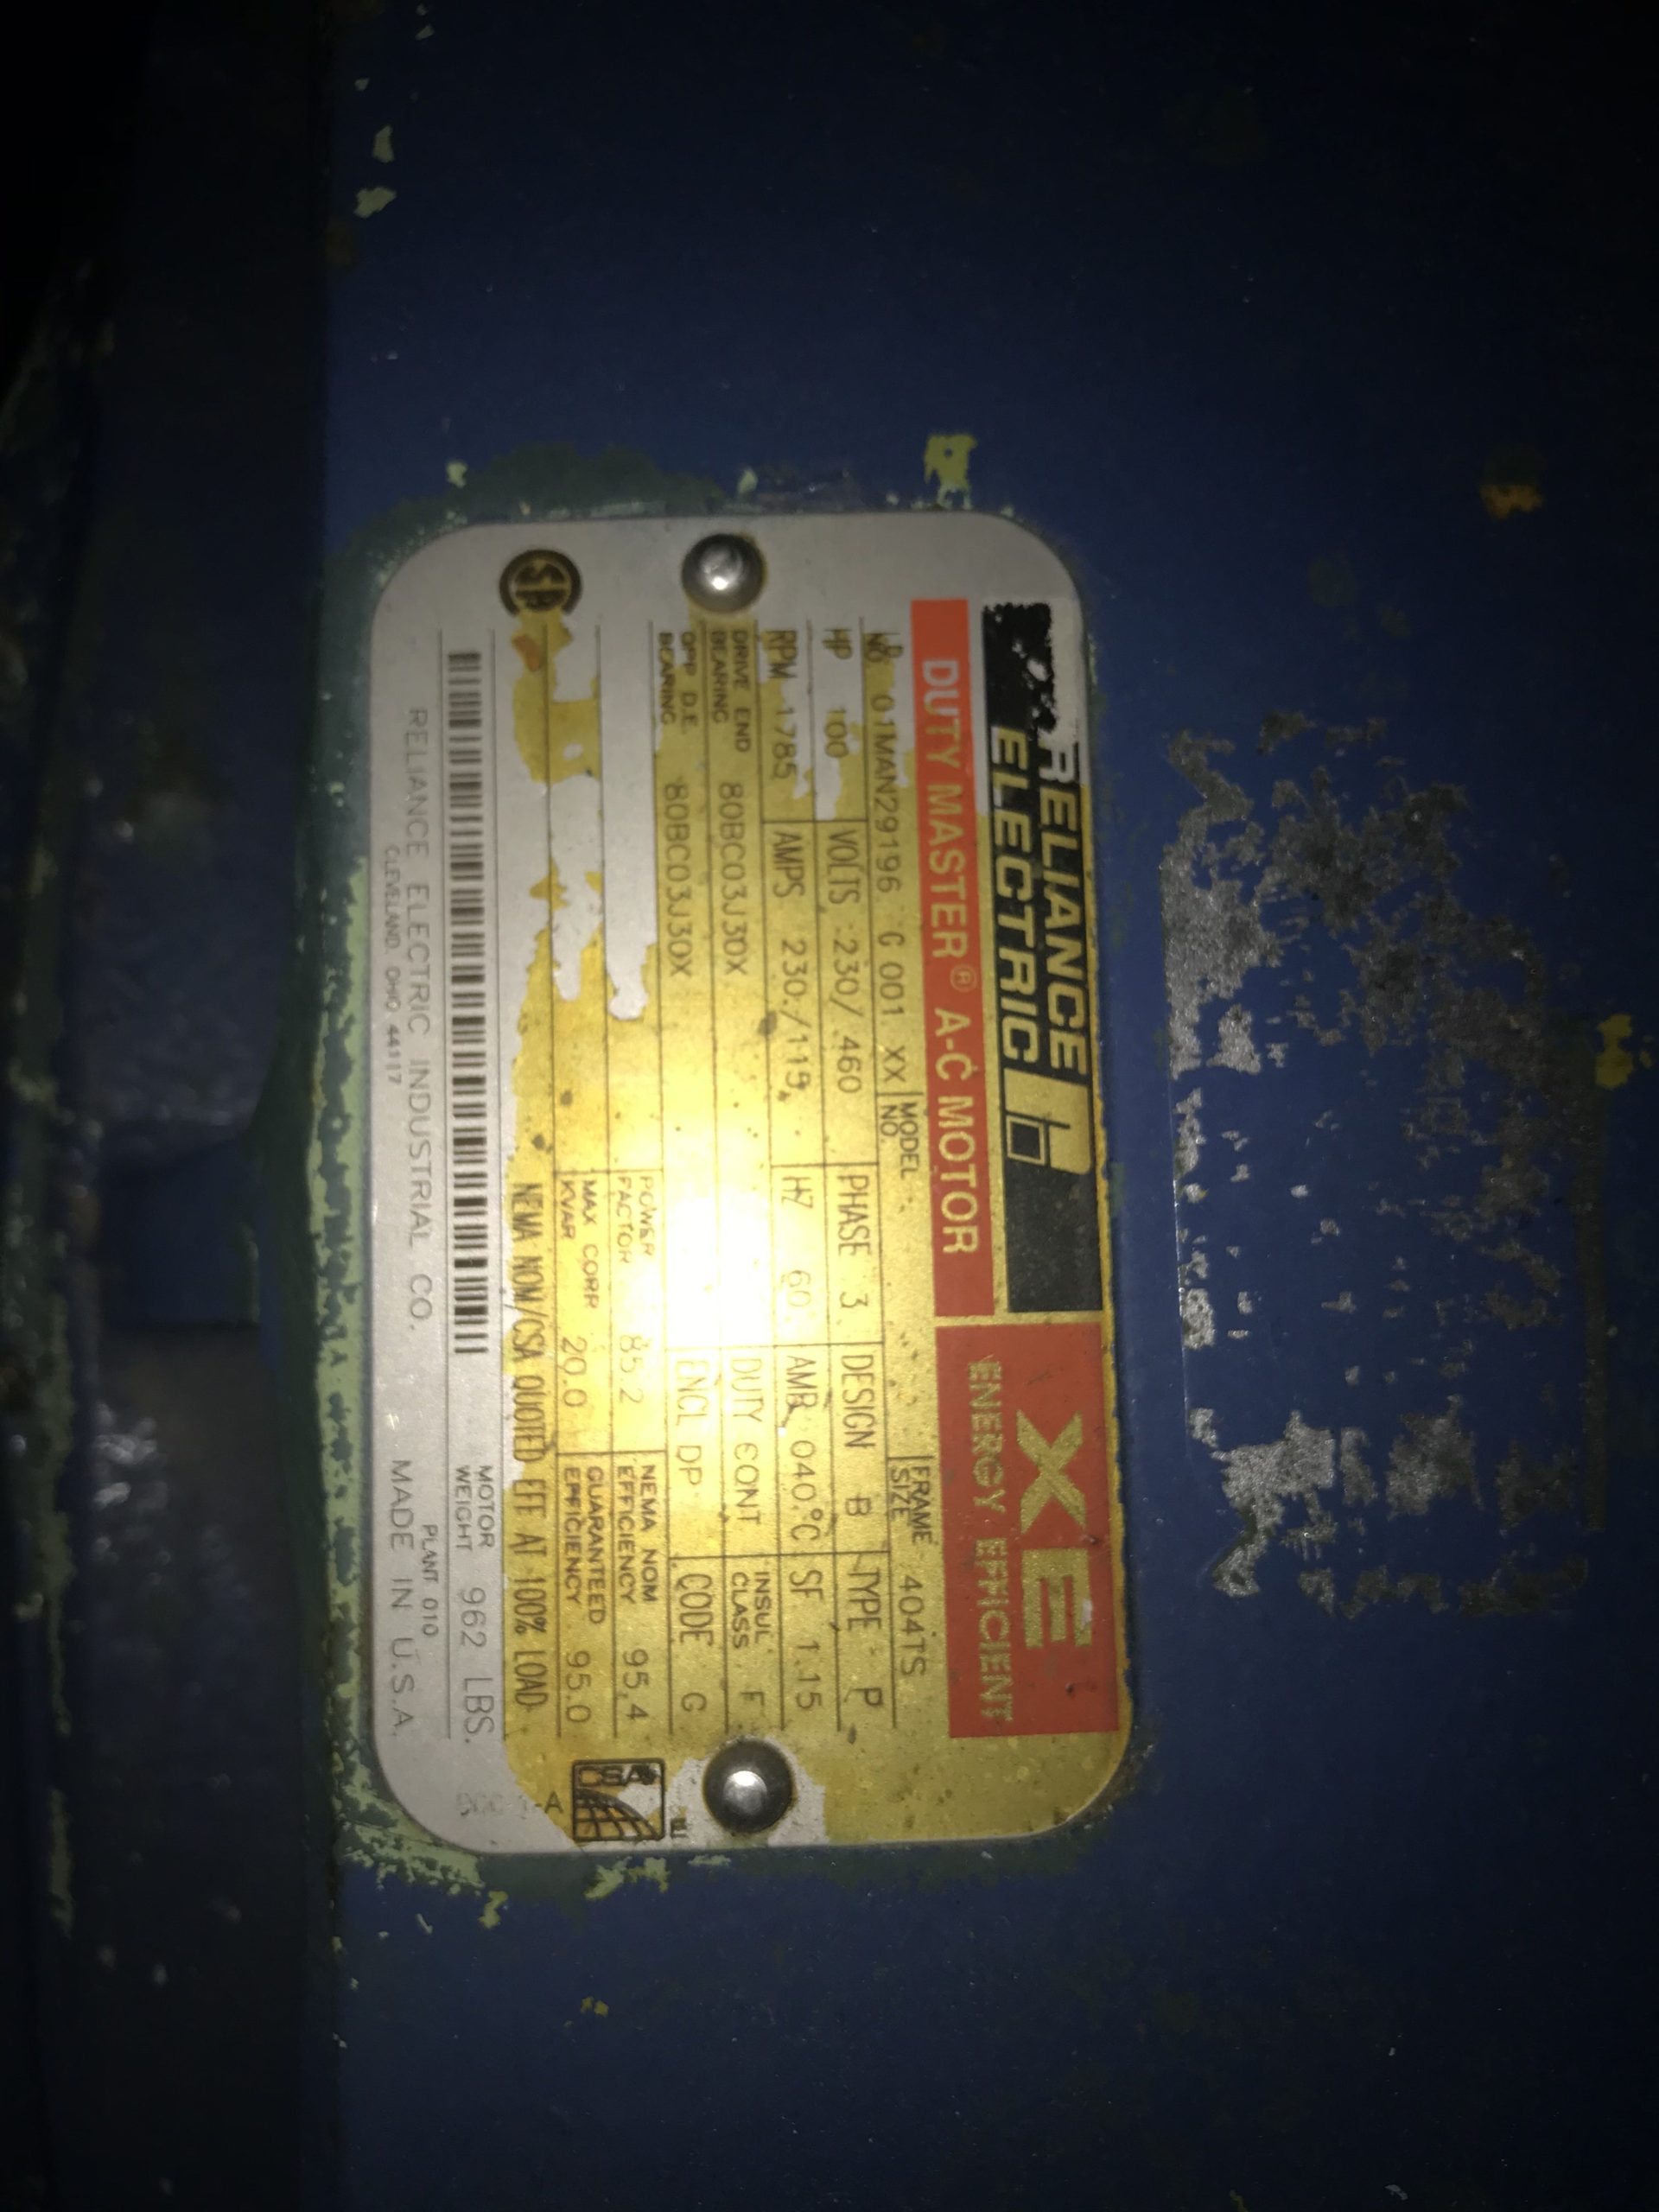 RELIANCE
ELECTRIC
XE
ENERGY EFFICIENT
DUTY MASTER® A-C MOTOR
01MAN29196 G 001 XX MODEL NO. FRAME SIZE 404TS
HP 100 VOLTS 230/460 PHASE 3 DESIGN B TYPE P
RPM 1785 AMPS 230./115. HZ 60 AMB 040°C SF 1.15
DRIVE END BEARING 80BC03J30X DUTY CONT INSUL CLASS F
OPP D.E. BEARING 80BC03J30X ENCL DP CODE G
POWER FACTOR 85.2 NEMA NOM EFFICIENCY 95.4
MAX CORR KVAR 20.0 GUARANTEED EFFICIENCY 95.0
NEMA NOM/CSA QUOTED EFF AT 100% LOAD
CSA
MOTOR WEIGHT 962 LBS.
RELIANCE ELECTRIC INDUSTRIAL CO. PLANT 010
CLEVELAND, OHIO 44117 MADE IN U.S.A.